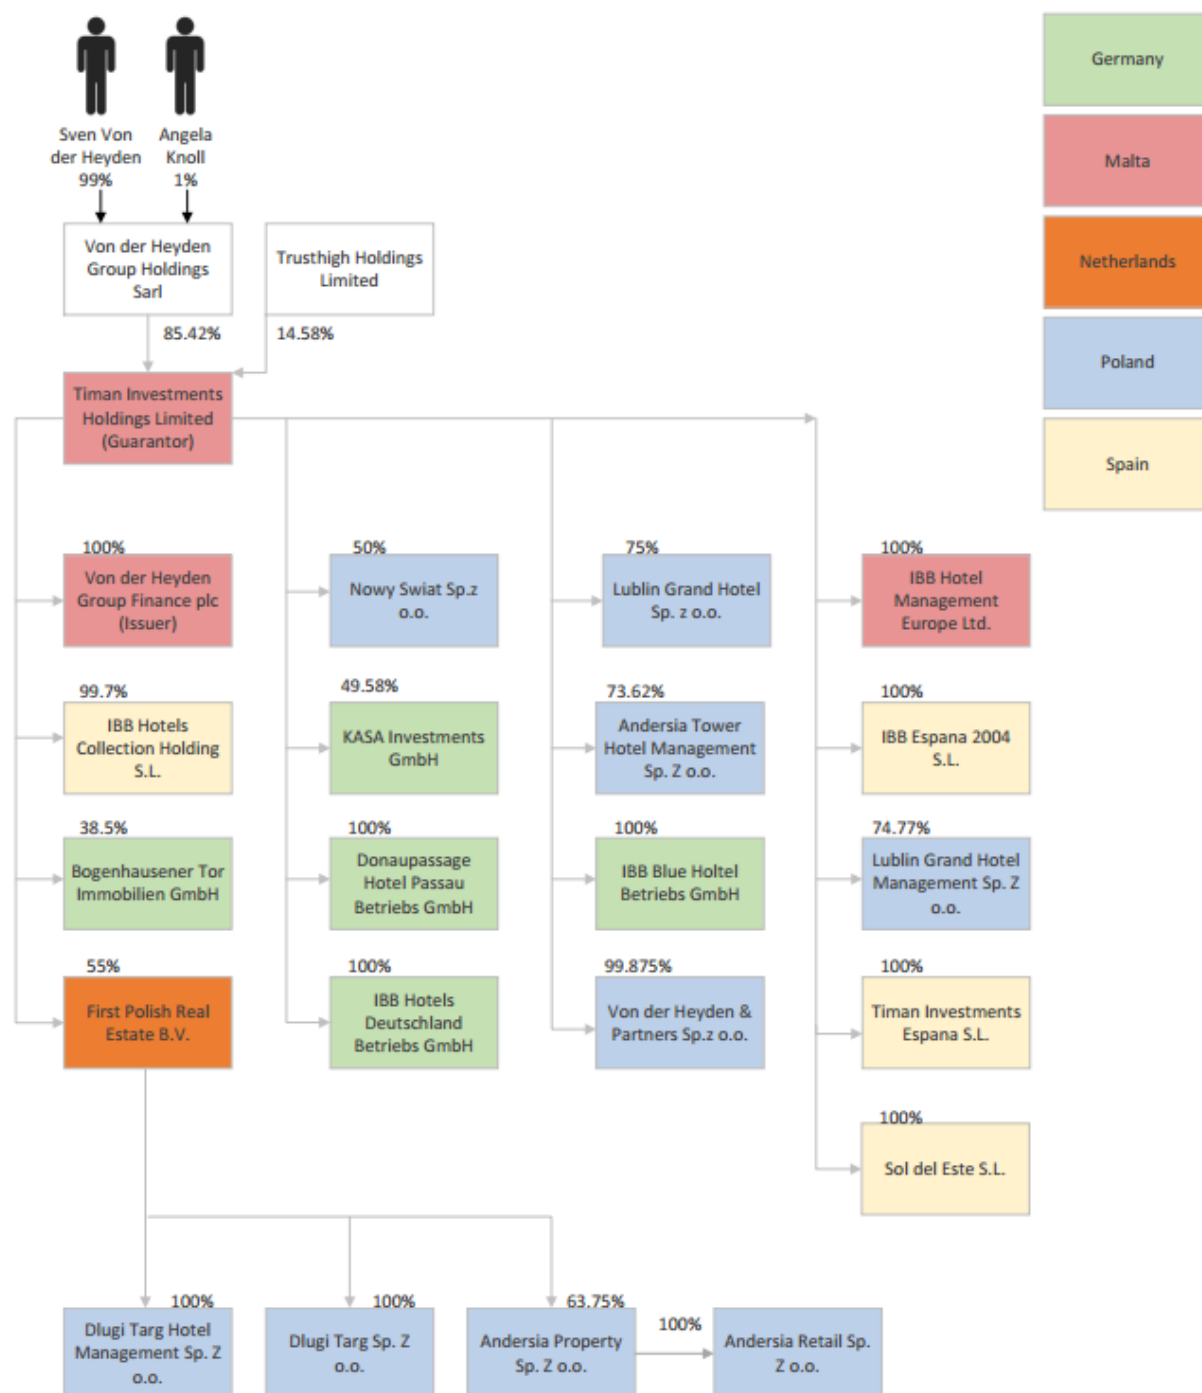 Sven Von
der Heyden
99%
Angela
Knoll
1%
Von der Heyden
Group Holdings
Sarl
Trusthigh Holdings
Limited
85.42%
14.58%
Timan Investments
Holdings Limited
(Guarantor)
Germany
Malta
Netherlands
Poland
Spain
100%
Von der Heyden
Group Finance plc
(Issuer)
50%
Nowy Swiat Sp.z
o.o.
75%
Lublin Grand Hotel
Sp. z o.o.
100%
IBB Hotel
Management
Europe Ltd.
99.7%
IBB Hotels
Collection Holding
S.L.
49.58%
KASA Investments
GmbH
73.62%
Andersia Tower
Hotel Management
Sp. Z o.o.
100%
IBB Espana 2004
S.L.
38.5%
Bogenhausener Tor
Immobilien GmbH
100%
Donaupassage
Hotel Passau
Betriebs GmbH
100%
IBB Blue Holtel
Betriebs GmbH
74.77%
Lublin Grand Hotel
Management Sp. Z
o.o.
55%
First Polish Real
Estate B.V.
100%
IBB Hotels
Deutschland
Betriebs GmbH
99.875%
Von der Heyden &
Partners Sp.z o.o.
100%
Timan Investments
Espana S.L.
100%
Sol del Este S.L.
100%
Dlugi Targ Hotel
Management Sp. Z
o.o.
100%
Dlugi Targ Sp. Z
o.o.
63.75%
Andersia Property
Sp. Z o.o.
100%
Andersia Retail Sp.
Z o.o.